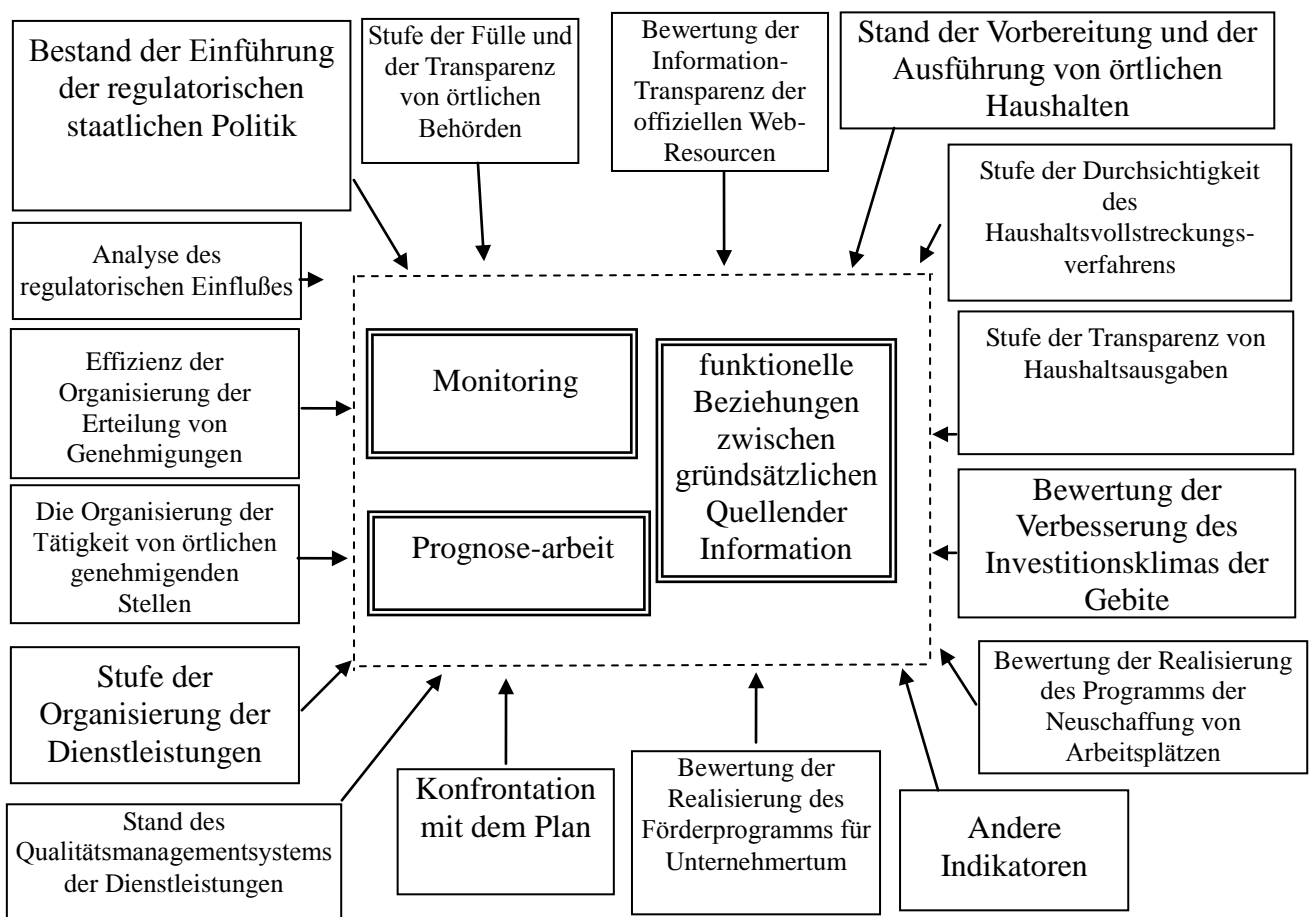 Bestand der Einführung
der regulatorischen
staatlichen Politik
Stufe der Fülle und
der Transparenz
von örtlichen
Behörden
Bewertung der
Information-
Transparenz der
offiziellen Web-
Resourcen
Stand der Vorbereitung und der
Ausführung von örtlichen
Haushalten
Stufe der Durchsichtigkeit
des
Haushaltsvollstreckungs-
verfahrens
Analyse des
regulatorischen Einflußes
Effizienz der
Organisierung der
Erteilung von
Genehmigungen
Monitoring
funktionelle
Beziehungen
zwischen
gründsätzlichen
Quellender
Information
Stufe der Transparenz von
Haushaltsausgaben
Die Organisierung der
Tätigkeit von örtlichen
genehmigenden
Stellen
Prognose-arbeit
Bewertung der
Verbesserung des
Investitionsklimas der
Gebite
Stufe der
Organisierung der
Dienstleistungen
Bewertung der Realisierung
des Programms der
Neuschaffung von
Arbeitsplätzen
Stand des
Qualitätsmanagementsystems
der Dienstleistungen
Konfrontation
mit dem Plan
Bewertung der
Realisierung des
Förderprogramms für
Unternehmertum
Andere
Indikatoren